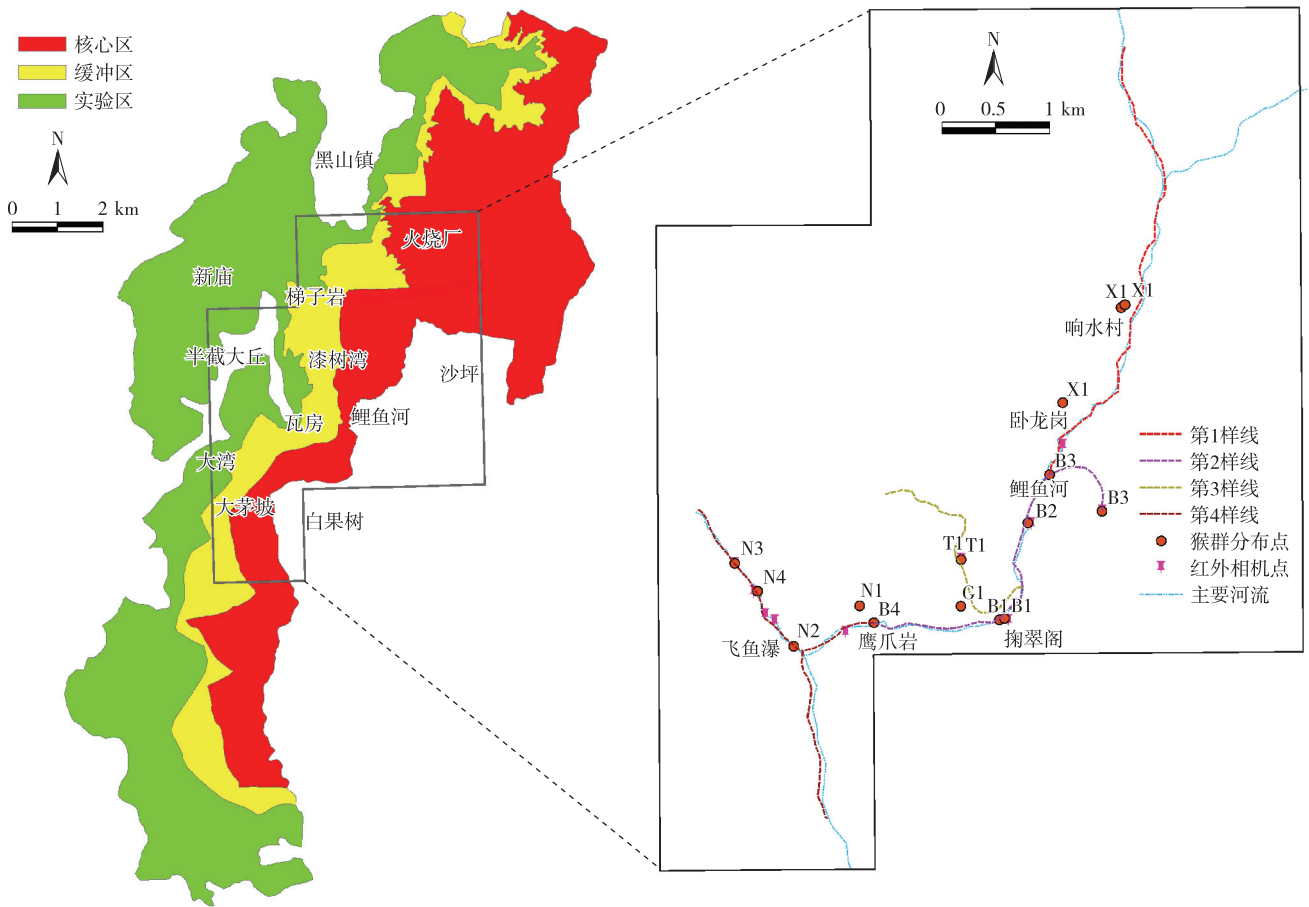 核心区
缓冲区
实验区
N
0 1 2 km
黑山镇
火烧厂
新庙
梯子岩
半截大丘
漆树湾
沙坪
瓦房
鲤鱼河
大湾
大茅坡
白果树
N
0 0.5 1 km
X1 X1
响水村
X1
卧龙岗
B3
鲤鱼河
B3
B2
T1 T1
G1
B1 B1
掬翠阁
N3
N4
N1
B4
鹰爪岩
N2
飞鱼瀑
第1样线
第2样线
第3样线
第4样线
猴群分布点
红外相机点
主要河流